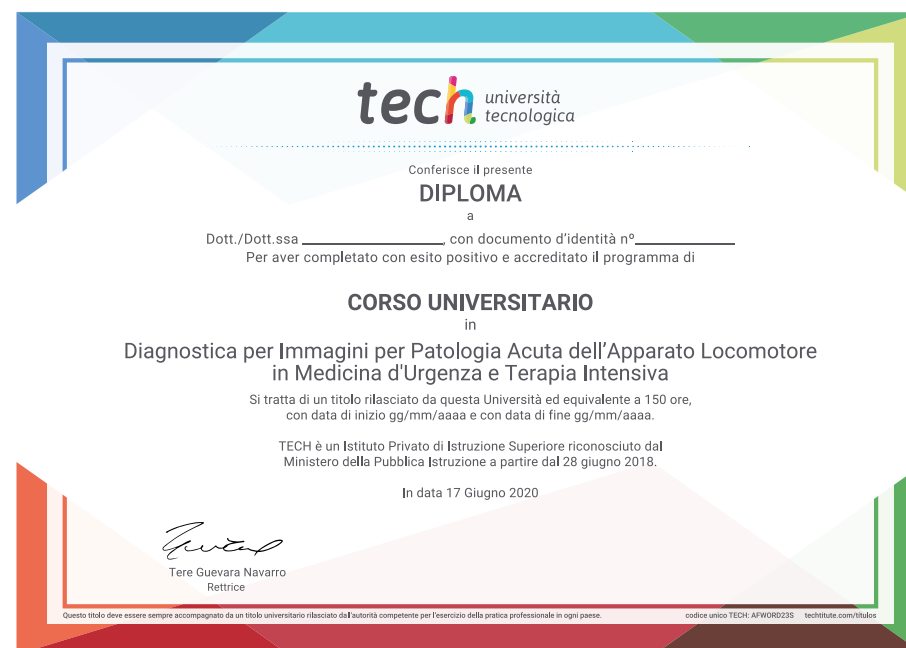 tech università
tecnologica
Conferisce il presente
DIPLOMA
a
Dott./Dott.ssa ____________________, con documento d'identità nº______________
Per aver completato con esito positivo e accreditato il programma di
CORSO UNIVERSITARIO
in
Diagnostica per Immagini per Patologia Acuta dell'Apparato Locomotore
in Medicina d'Urgenza e Terapia Intensiva
Si tratta di un titolo rilasciato da questa Università ed equivalente a 150 ore,
con data di inizio gg/mm/aaaa e con data di fine gg/mm/aaaa.
TECH è un Istituto Privato di Istruzione Superiore riconosciuto dal
Ministero della Pubblica Istruzione a partire dal 28 giugno 2018.
In data 17 Giugno 2020
Tere Guevara Navarro
Rettrice
Questo titolo deve essere sempre accompagnato da un titolo universitario rilasciato dall'autorità competente per l'esercizio della pratica professionale in ogni paese. codice unico TECH: AFWORD23S techtitute.com/titulos